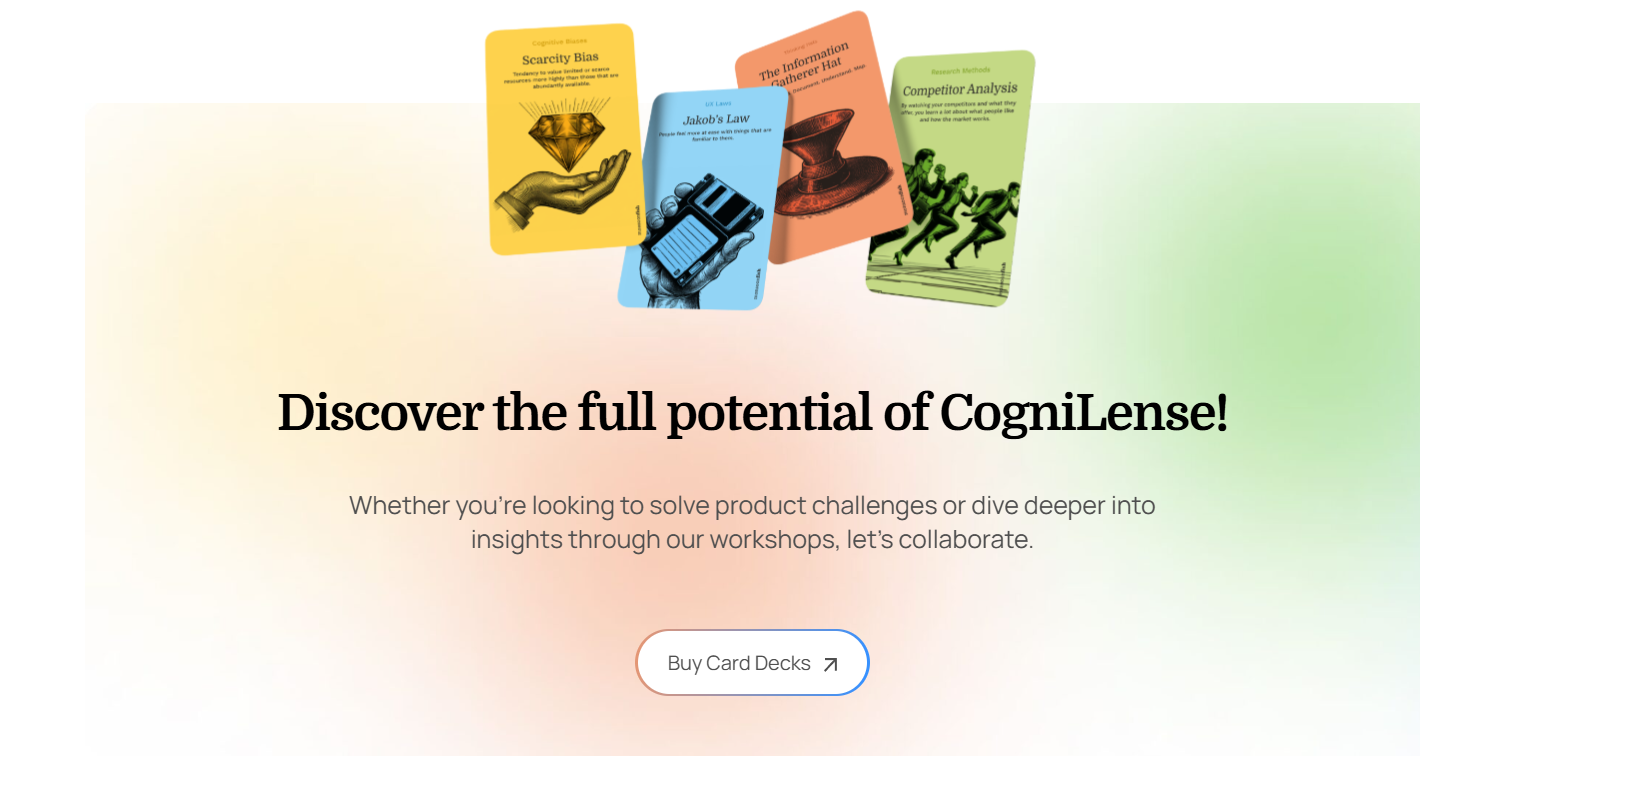 Cognitive Biases
Scarcity Bias
Tendency to value limited or scarce
resources more highly than those that are
abundantly available.
UX Laws
Jakob's Law
People feel more at ease with things that are
familiar to them.
The Information
Gatherer Hat
Document, Understand, Map
Research Methods
Competitor Analysis
By watching your competitors and what they
offer, you learn a lot about what people like
and how the market works.
Discover the full potential of CogniLense!
Whether you're looking to solve product challenges or dive deeper into
insights through our workshops, let's collaborate.
Buy Card Decks